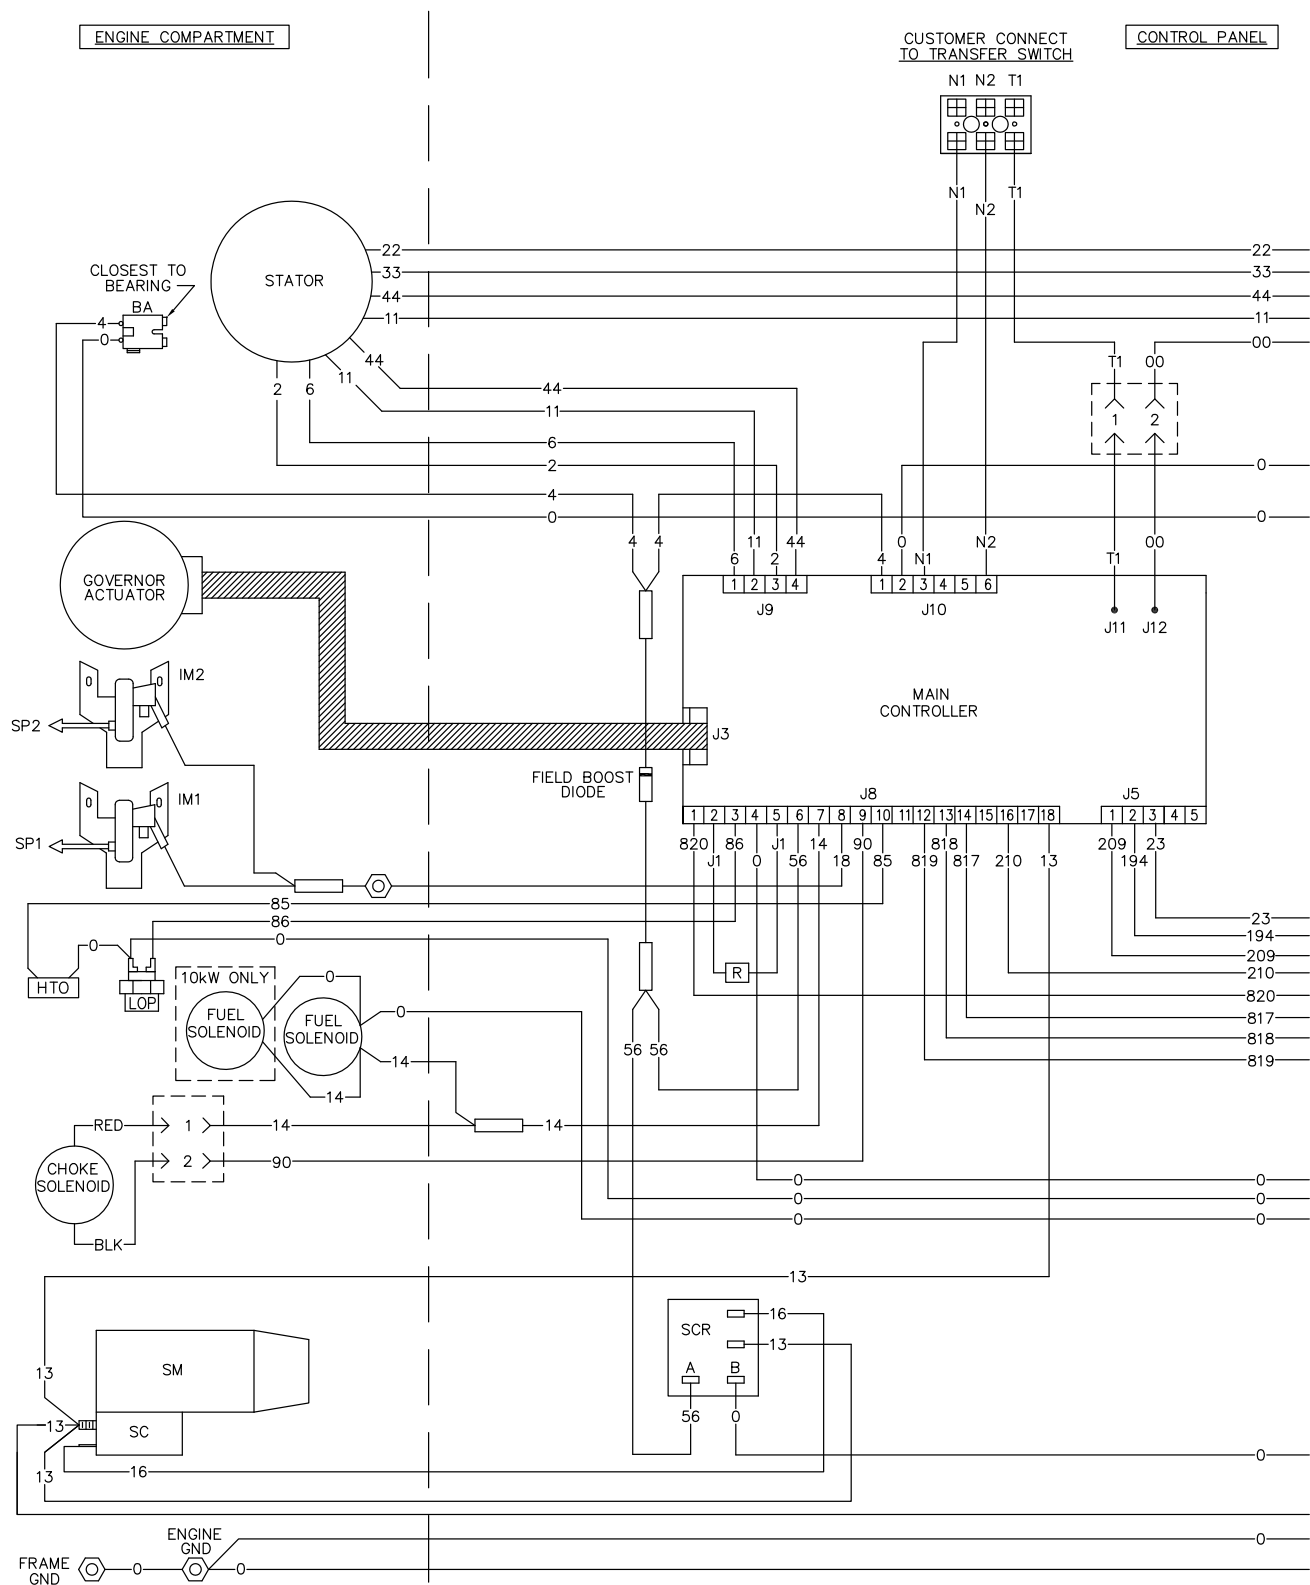 ENGINE COMPARTMENT
CUSTOMER CONNECT
TO TRANSFER SWITCH
CONTROL PANEL
N1 N2 T1
N1 N2 T1
22 22
33 33
44 44
11 11
STATOR
CLOSEST TO
BEARING
BA
4
0
00
T1 00
1 2
2 6 11 44
44
11
6
2 0
4
0 0
4 4 6 11 2 44 4 0 N1 N2 T1 00
1 2 3 4
J9
1 2 3 4 5 6
J10
J11 J12
GOVERNOR
ACTUATOR
IM2
SP2
MAIN
CONTROLLER
J3
FIELD BOOST
DIODE
IM1
SP1
J8 J5
1 2 3 4 5 6 7 8 9 10 11 12 13 14 15 16 17 18
1 2 3 4 5
820 J1 86 0 J1 56 14 18 90 85 819 818 817 210 13
209 194 23
85
86
0
0
HTO
LOP
R
23
194
209
210
820
817
818
819
10kW ONLY
FUEL
SOLENOID
FUEL
SOLENOID
0
0
14
14
56 56
RED 1 14 14
2 90
CHOKE
SOLENOID
BLK
0 0
0 0
0 0
13
SCR
16
13
A B
56 0
0
SM
SC
13
13
13
16
ENGINE
GND
FRAME
GND
0 0
0